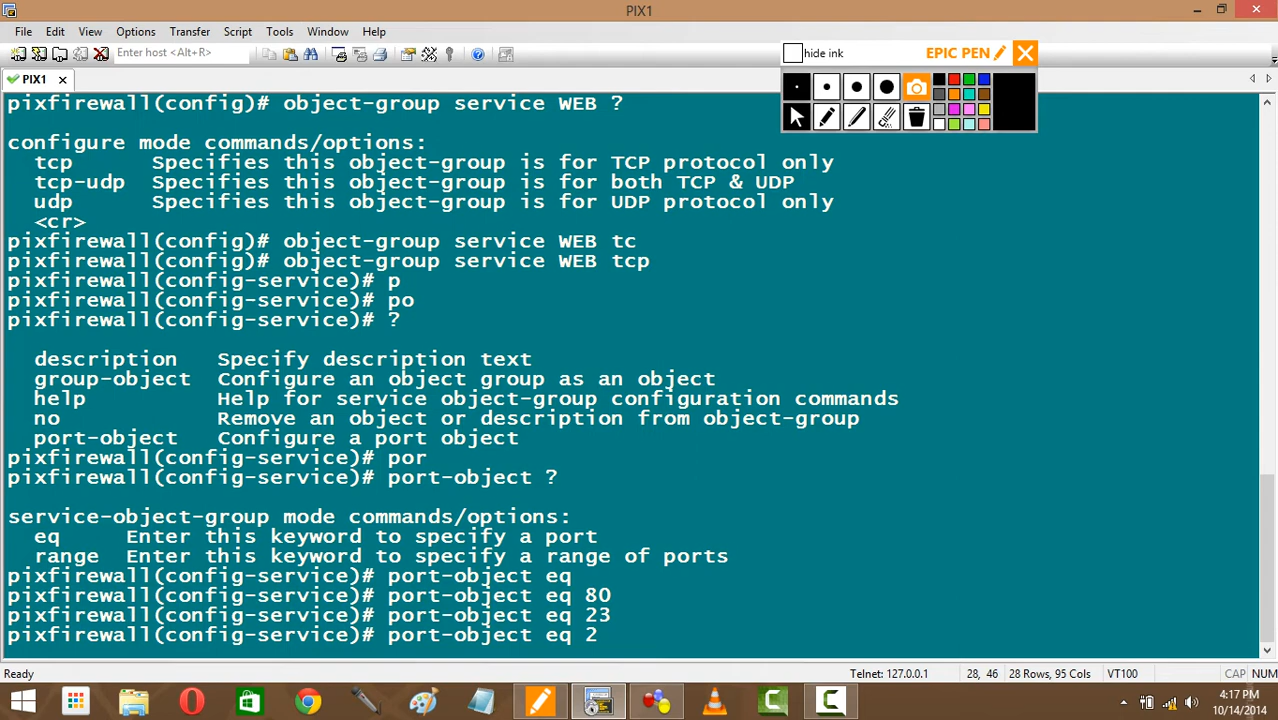 PIX1
File Edit View Options Transfer Script Tools Window Help
Enter host <Alt+R>
hide ink EPIC PEN
PIX1
pixfirewall(config)# object-group service WEB ?
configure mode commands/options:
tcp Specifies this object-group is for TCP protocol only
tcp-udp Specifies this object-group is for both TCP & UDP
udp Specifies this object-group is for UDP protocol only
<cr>
pixfirewall(config)# object-group service WEB tc
pixfirewall(config)# object-group service WEB tcp
pixfirewall(config-service)# p
pixfirewall(config-service)# po
pixfirewall(config-service)# ?
description Specify description text
group-object Configure an object group as an object
help Help for service object-group configuration commands
no Remove an object or description from object-group
port-object Configure a port object
pixfirewall(config-service)# por
pixfirewall(config-service)# port-object ?
service-object-group mode commands/options:
eq Enter this keyword to specify a port
range Enter this keyword to specify a range of ports
pixfirewall(config-service)# port-object eq
pixfirewall(config-service)# port-object eq 80
pixfirewall(config-service)# port-object eq 23
pixfirewall(config-service)# port-object eq 2
Ready Telnet: 127.0.0.1 28, 46 28 Rows, 95 Cols VT100 CAP NUM
4:17 PM
10/14/2014